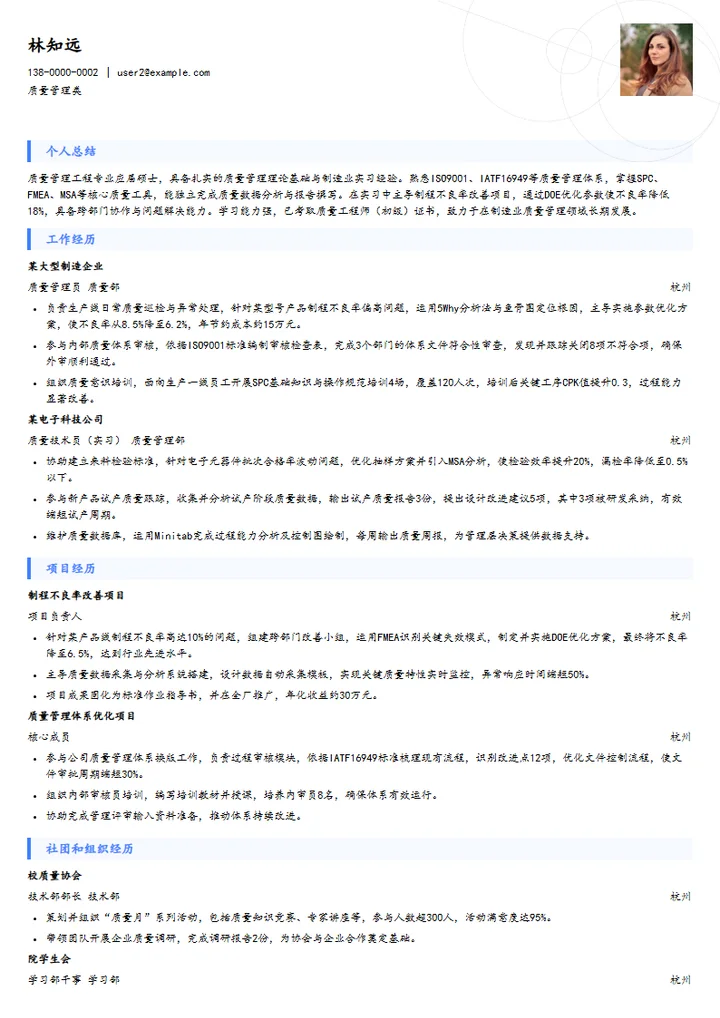 林知远
138-0000-0002 | user2@example.com
质量管理类
个人总结
质量管理工程专业应届硕士，具备扎实的质量管理理论基础与制造业实习经验。熟悉ISO9001、IATF16949等质量管理体系，掌握SPC、
FMEA、MSA等核心质量工具，能独立完成质量数据分析与报告撰写。在实习中主导制程不良率改善项目，通过DOE优化参数使不良率降低
18%，具备跨部门协作与问题解决能力。学习能力强，已考取质量工程师（初级）证书，致力于在制造业质量管理领域长期发展。
工作经历
某大型制造企业
质量管理员 质量部 杭州
• 负责生产线日常质量巡检与异常处理，针对某型号产品制程不良率偏高问题，运用5Why分析法与鱼骨图定位根因，主导实施参数优化方
案，使不良率从8.5%降至6.2%，年节约成本约15万元。
• 参与内部质量体系审核，依据ISO9001标准编制审核检查表，完成3个部门的体系文件符合性审查，发现并跟踪关闭8项不符合项，确保
外审顺利通过。
• 组织质量意识培训，面向生产一线员工开展SPC基础知识与操作规范培训4场，覆盖120人次，培训后关键工序CPK值提升0.3，过程能力
显著改善。
某电子科技公司
质量技术员（实习） 质量管理部 杭州
• 协助建立来料检验标准，针对电子元器件批次合格率波动问题，优化抽样方案并引入MSA分析，使检验效率提升20%，漏检率降低至0.5%
以下。
• 参与新产品试产质量跟踪，收集并分析试产阶段质量数据，输出试产质量报告3份，提出设计改进建议5项，其中3项被研发采纳，有效
缩短试产周期。
• 维护质量数据库，运用Minitab完成过程能力分析及控制图绘制，每周输出质量周报，为管理层决策提供数据支持。
项目经历
制程不良率改善项目
项目负责人 杭州
• 针对某产品线制程不良率高达10%的问题，组建跨部门改善小组，运用FMEA识别关键失效模式，制定并实施DOE优化方案，最终将不良率
降至6.5%，达到行业先进水平。
• 主导质量数据采集与分析系统搭建，设计数据自动采集模板，实现关键质量特性实时监控，异常响应时间缩短50%。
• 项目成果固化为标准作业指导书，并在全厂推广，年化收益约30万元。
质量管理体系优化项目
核心成员 杭州
• 参与公司质量管理体系换版工作，负责过程审核模块，依据IATF16949标准梳理现有流程，识别改进点12项，优化文件控制流程，使文
件审批周期缩短30%。
• 组织内部审核员培训，编写培训教材并授课，培养内审员8名，确保体系有效运行。
• 协助完成管理评审输入资料准备，推动体系持续改进。
社团和组织经历
校质量协会
技术部部长 技术部 杭州
• 策划并组织“质量月”系列活动，包括质量知识竞赛、专家讲座等，参与人数超300人，活动满意度达95%。
• 带领团队开展企业质量调研，完成调研报告2份，为协会与企业合作奠定基础。
院学生会
学习部干事 学习部 杭州